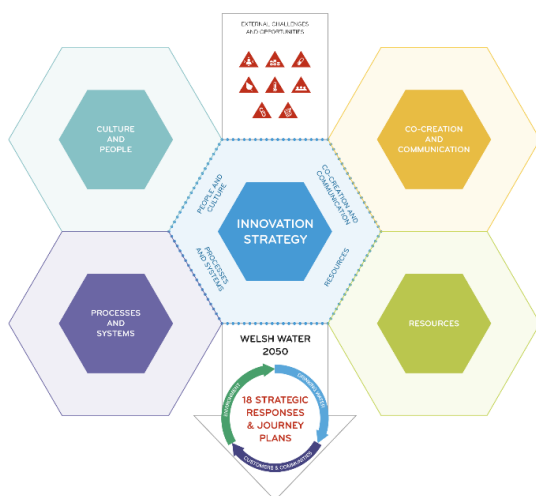 EXTERNAL CHALLENGES
AND OPPORTUNITIES
CULTURE
AND
PEOPLE
CO-CREATION
AND
COMMUNICATION
PEOPLE AND
CULTURE
CO-CREATION AND
COMMUNICATION
INNOVATION
STRATEGY
PROCESSES
AND SYSTEMS
RESOURCES
PROCESSES
AND
SYSTEMS
RESOURCES
WELSH WATER
2050
ENVIRONMENT
DRINKING WATER
18 STRATEGIC
RESPONSES
& JOURNEY
PLANS
CUSTOMERS & COMMUNITIES